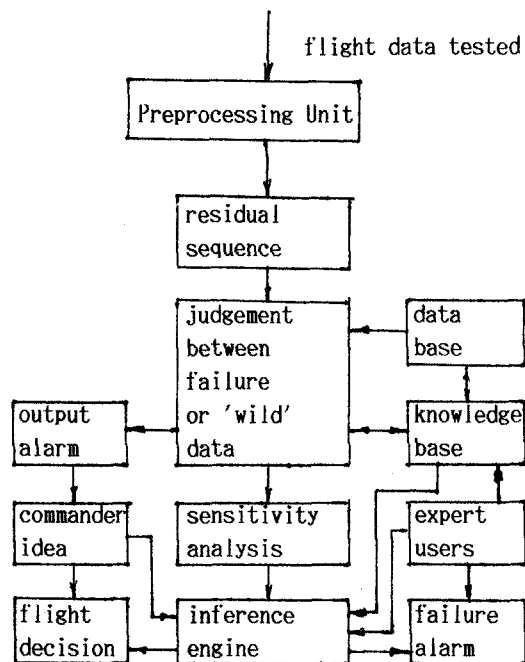 flight data tested
Preprocessing Unit
residual
sequence
judgement
between
failure
or 'wild'
data
data
base
output
alarm
knowledge
base
commander
idea
sensitivity
analysis
expert
users
flight
decision
inference
engine
failure
alarm